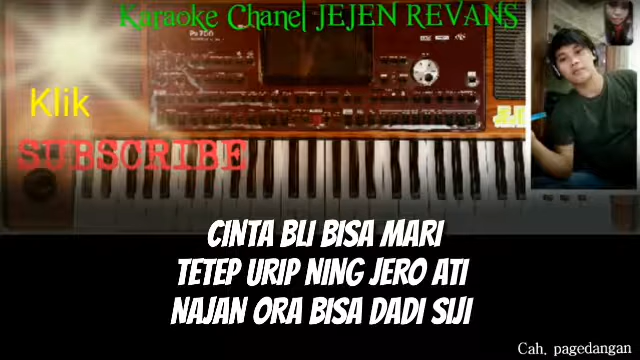 Karaoke Chanel JEJEN REVANS
Pa700
Klik
SUBSCRIBE
CINTA BLI BISA MARI
TETEP URIP NING JERO ATI
NAJAN ORA BISA DADI SIJI
Cah, pagedangan